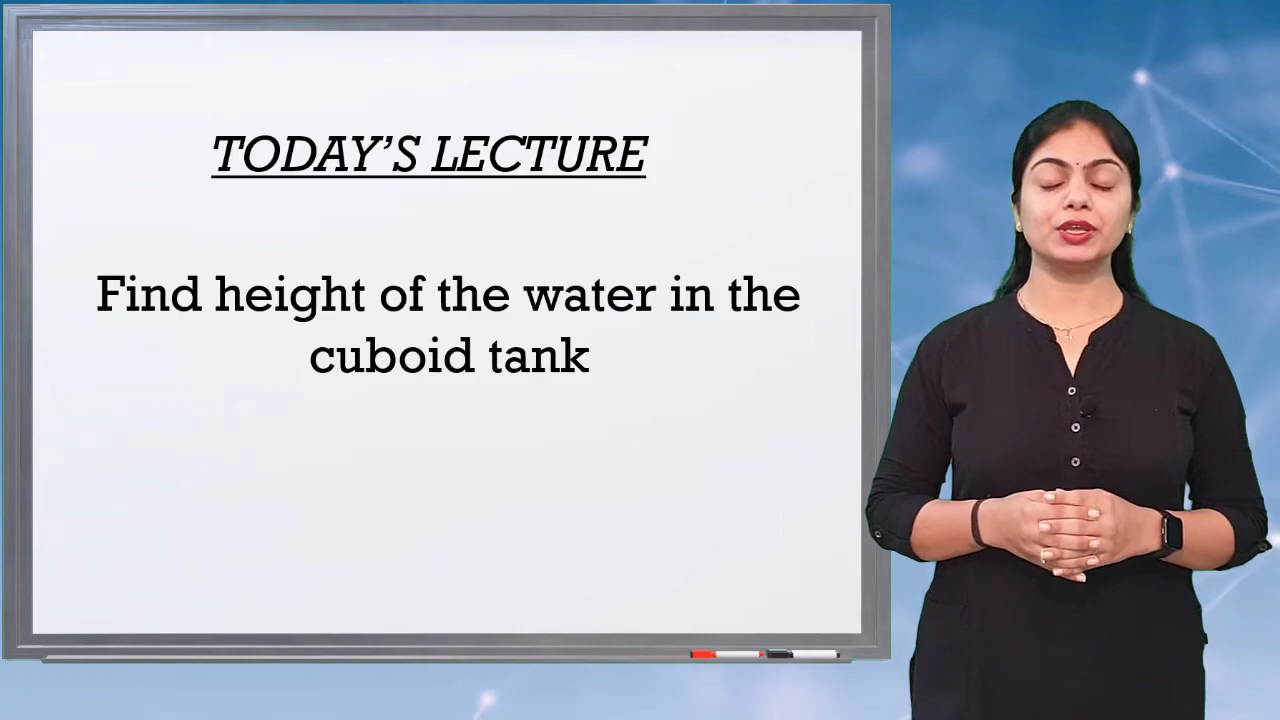 TODAY'S LECTURE
Find height of the water in the
cuboid tank